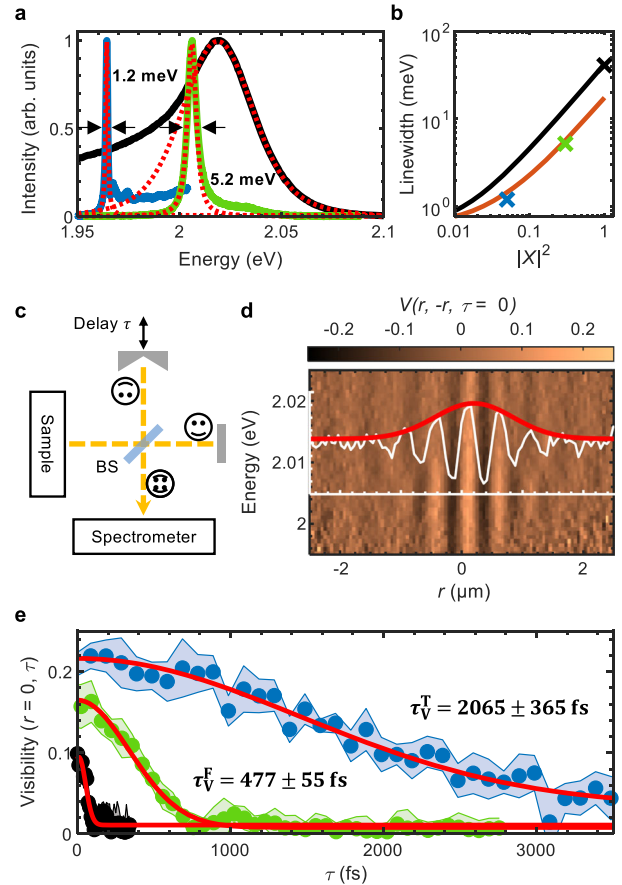 a
Intensity (arb. units)
1
0.5
0
1.2 meV
5.2 meV
1.95
2
2.05
2.1
Energy (eV)
b
Linewidth (meV)
10²
10¹
10⁰
0.01
0.1
1
|X|²
c
Delay τ
Sample
BS
Spectrometer
d
V(r, -r, τ = 0)
-0.2
-0.1
0
0.1
0.2
Energy (eV)
2.02
2.01
2
-2
0
2
r (μm)
e
Visibility (r = 0, τ)
0.2
0.1
0
τ_V^T = 2065 ± 365 fs
τ_V^F = 477 ± 55 fs
0
1000
2000
3000
τ (fs)